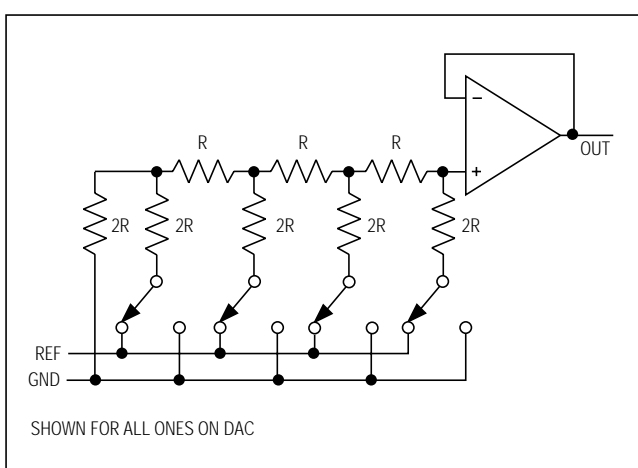 R R R
OUT
2R 2R 2R 2R 2R
REF
GND
SHOWN FOR ALL ONES ON DAC